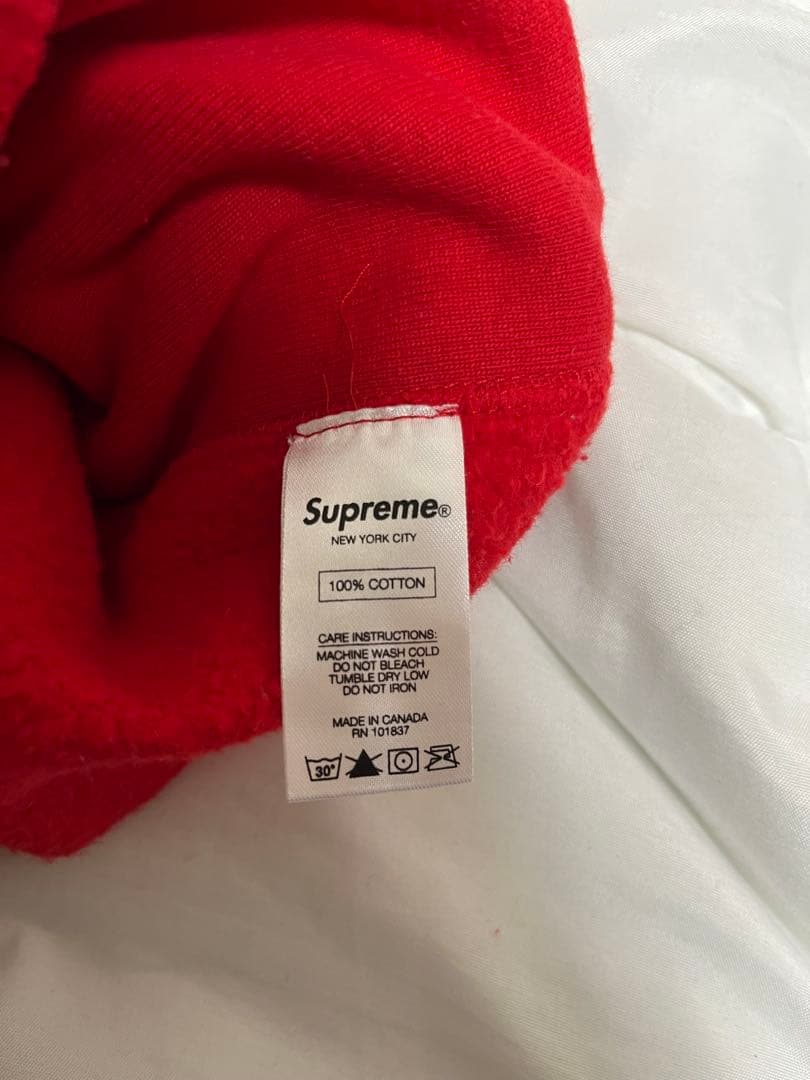 Supreme®
NEW YORK CITY
100% COTTON
CARE INSTRUCTIONS:
MACHINE WASH COLD
DO NOT BLEACH
TUMBLE DRY LOW
DO NOT IRON
MADE IN CANADA
RN 101837
30°